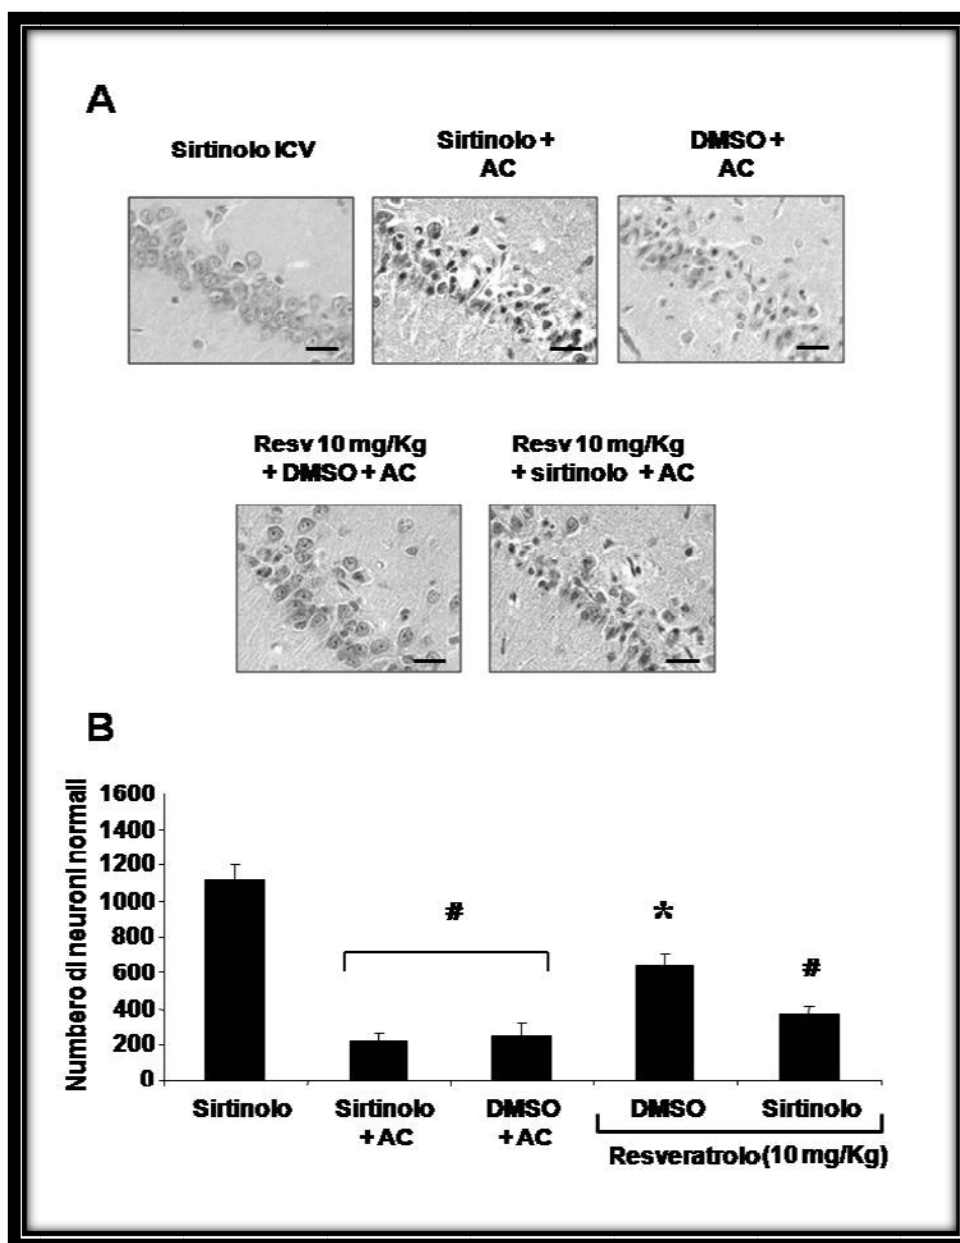 A
Sirtinolo ICV
Sirtinolo +
AC
DMSO +
AC
Resv 10 mg/Kg
+ DMSO + AC
Resv 10 mg/Kg
+ sirtinolo + AC
B
Numbero di neuroni normali
1600
1400
1200
1000
800
600
400
200
0
#
*
#
Sirtinolo
Sirtinolo
+ AC
DMSO
+ AC
DMSO
Sirtinolo
Resveratrolo (10 mg/Kg)